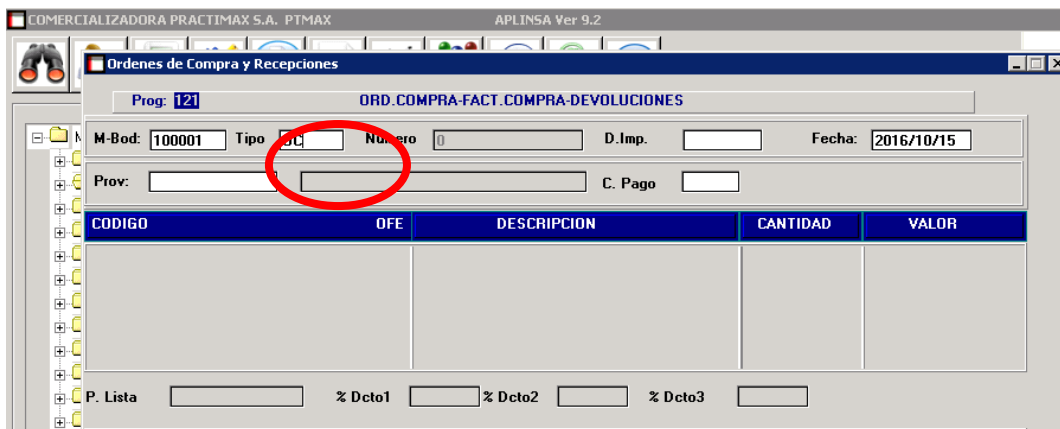 COMERCIALIZADORA PRACTIMAX S.A. PTMAX APLINSA Ver 9.2
Ordenes de Compra y Recepciones
Prog: 121 ORD.COMPRA-FACT.COMPRA-DEVOLUCIONES
M-Bod: 100001 Tipo Numero 0 D.Imp. Fecha: 2016/10/15
Prov: C. Pago
CODIGO OFE DESCRIPCION CANTIDAD VALOR
P. Lista % Dcto1 % Dcto2 % Dcto3